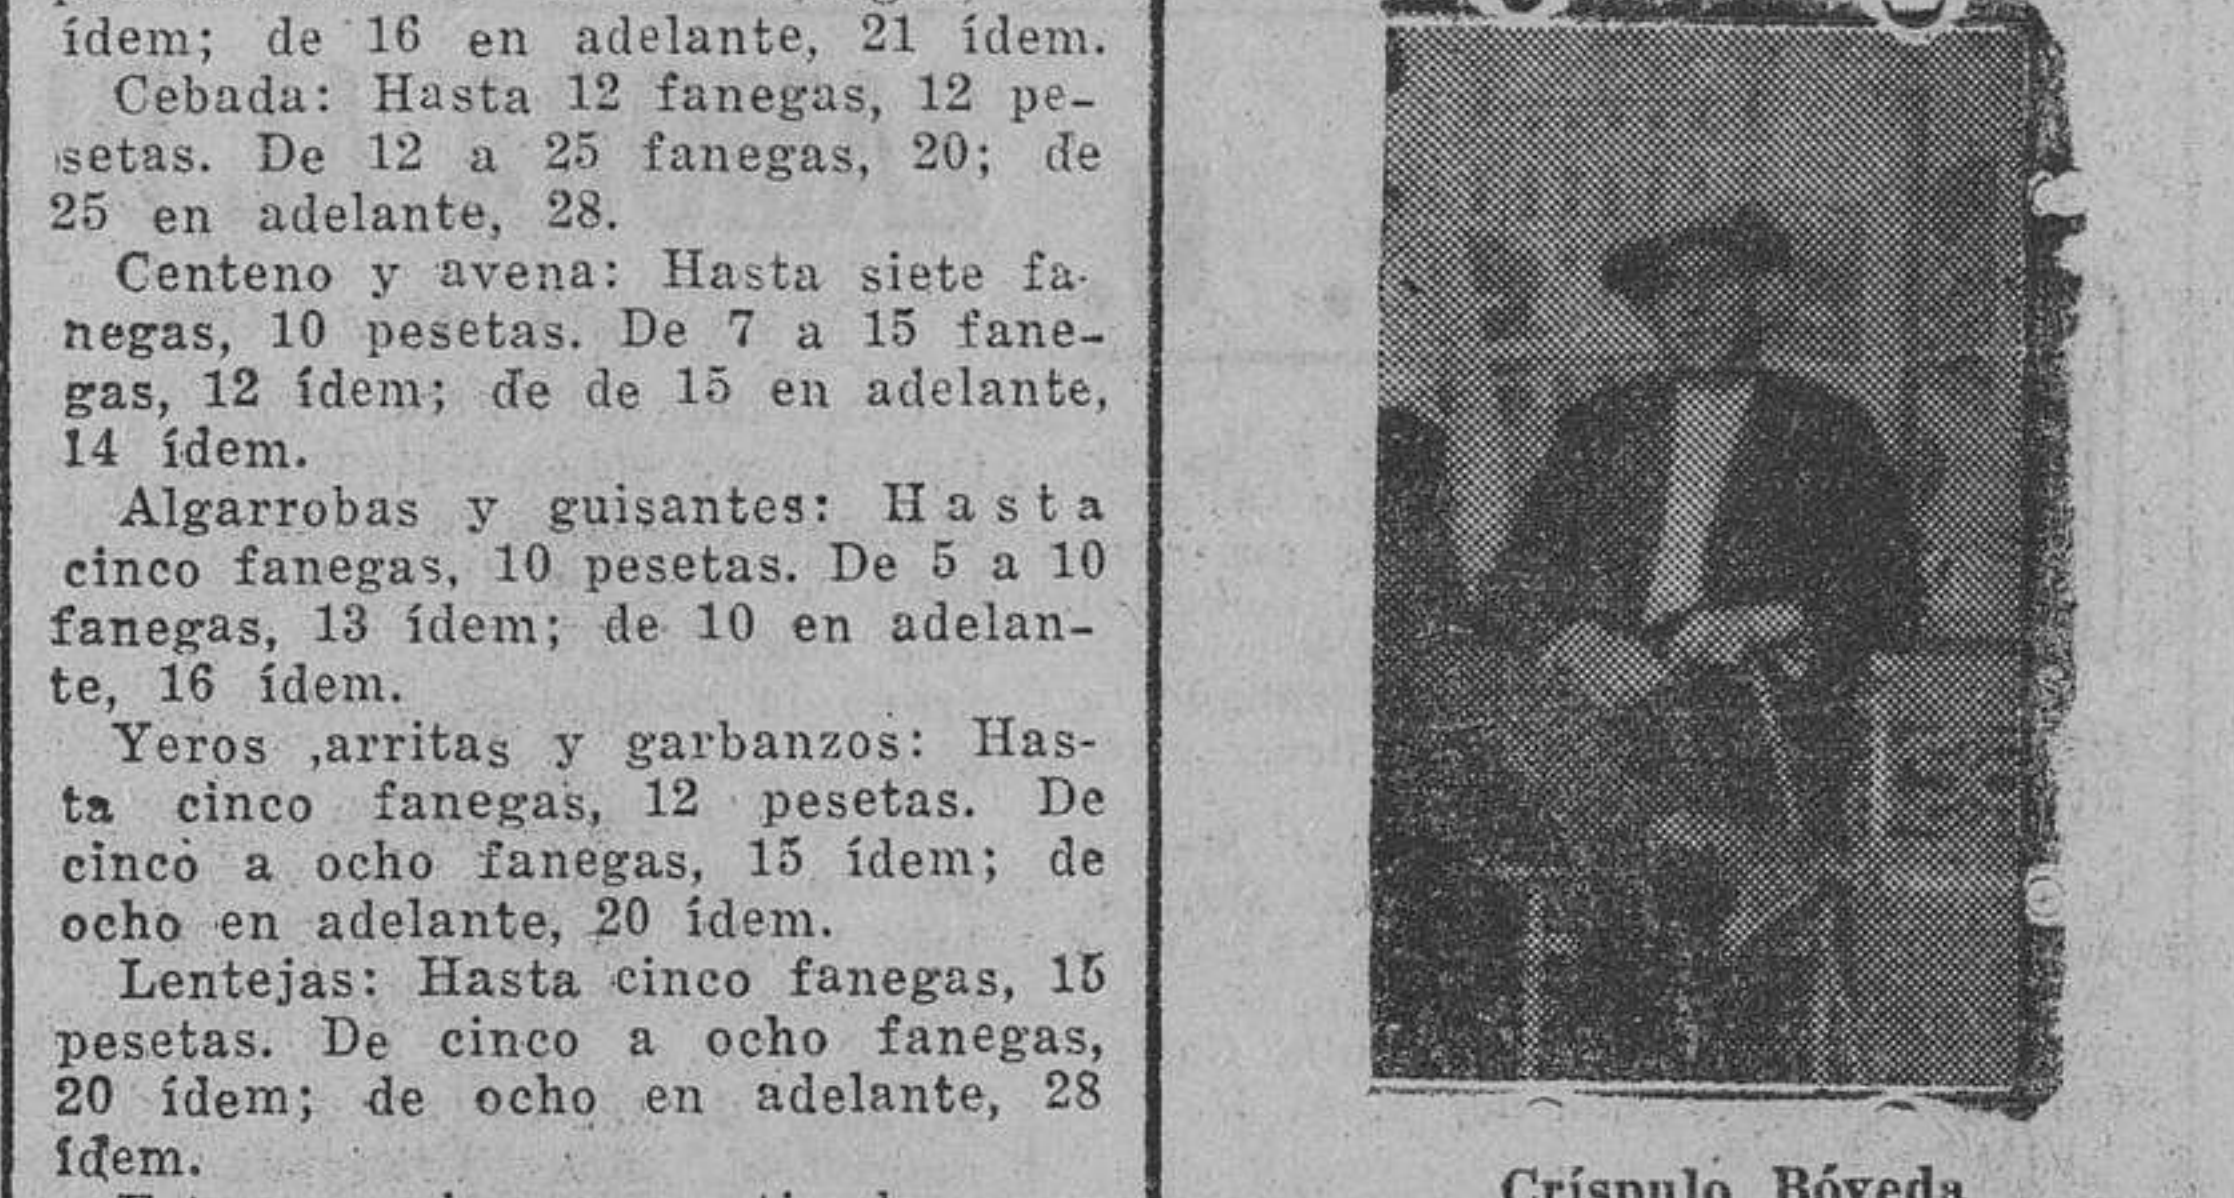 ídem; de 16 en adelante, 21 ídem.
Cebada: Hasta 12 fanegas, 12 pe-
setas. De 12 a 25 fanegas, 20; de
25 en adelante, 28.
Centeno y avena: Hasta siete fa-
negas, 10 pesetas. De 7 a 15 fane-
gas, 12 ídem; de de 15 en adelante,
14 ídem.
Algarrobas y guisantes: Hasta
cinco fanegas, 10 pesetas. De 5 a 10
fanegas, 13 ídem; de 10 en adelan-
te, 16 ídem.
Yeros ,arritas y garbanzos: Has-
ta cinco fanegas, 12 pesetas. De
cinco a ocho fanegas, 15 ídem; de
ocho en adelante, 20 ídem.
Lentejas: Hasta cinco fanegas, 15
pesetas. De cinco a ocho fanegas,
20 ídem; de ocho en adelante, 28
ídem.
Críspulo Bóveda